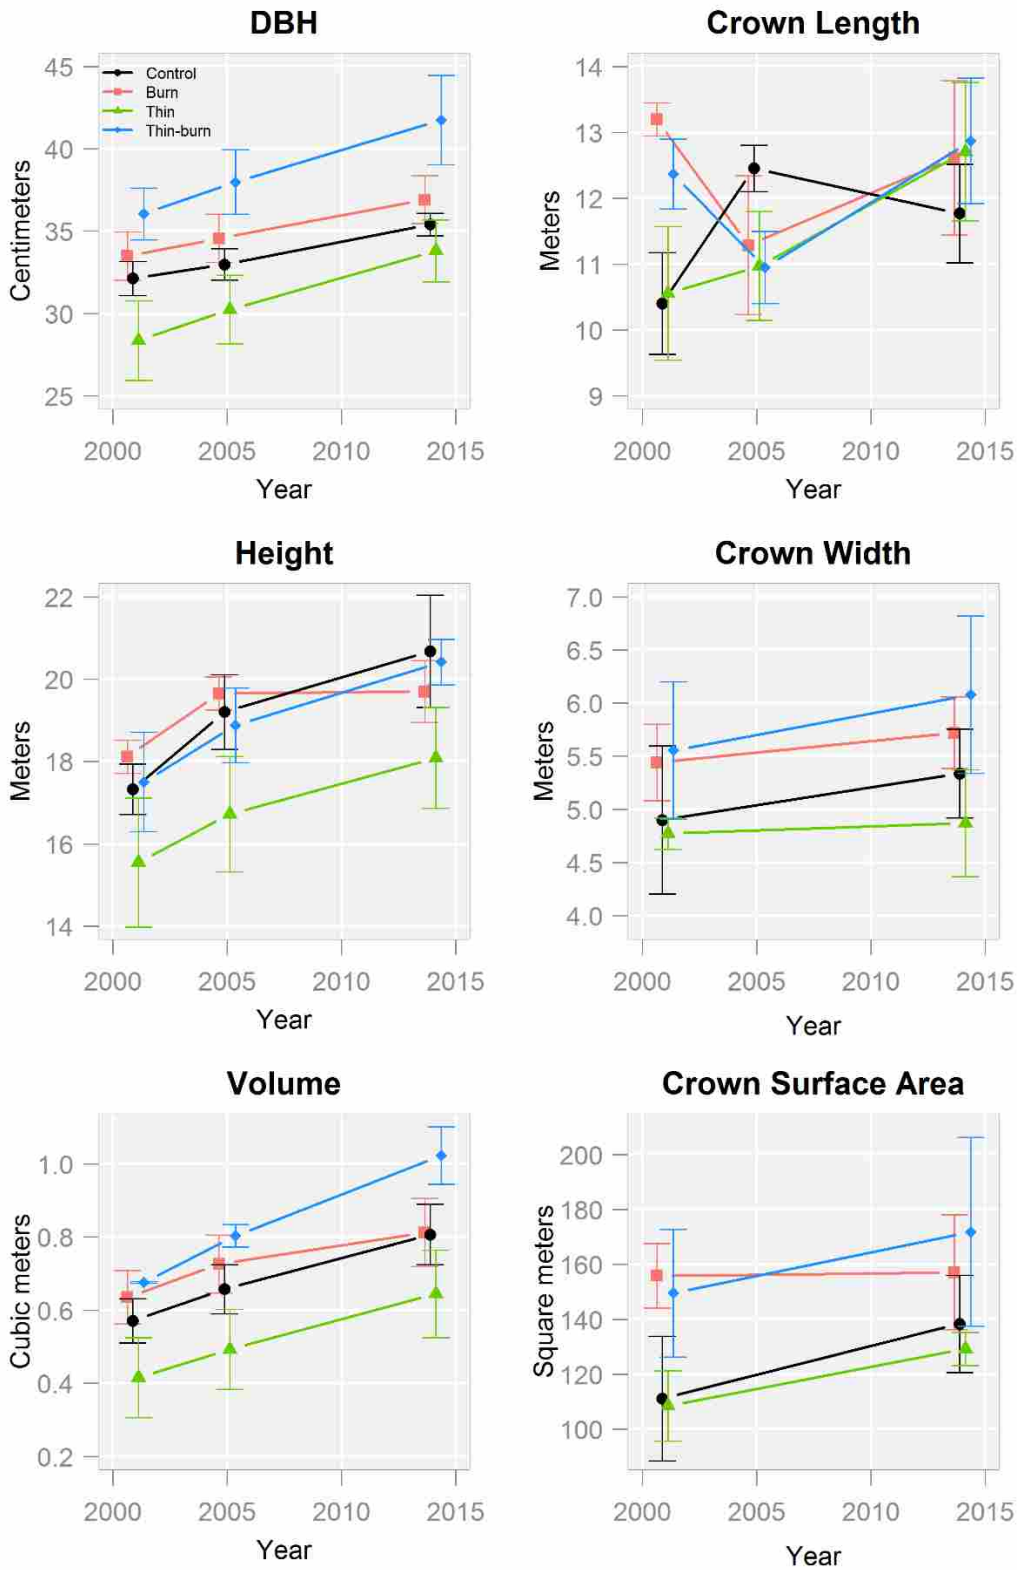 DBH
45
40
35
30
25
Centimeters
Control
Burn
Thin
Thin-burn
2000 2005 2010 2015
Year
Crown Length
14
13
12
11
10
9
Meters
2000 2005 2010 2015
Year
Height
22
20
18
16
14
Meters
2000 2005 2010 2015
Year
Crown Width
7.0
6.5
6.0
5.5
5.0
4.5
4.0
Meters
2000 2005 2010 2015
Year
Volume
1.0
0.8
0.6
0.4
0.2
Cubic meters
2000 2005 2010 2015
Year
Crown Surface Area
200
180
160
140
120
100
Square meters
2000 2005 2010 2015
Year